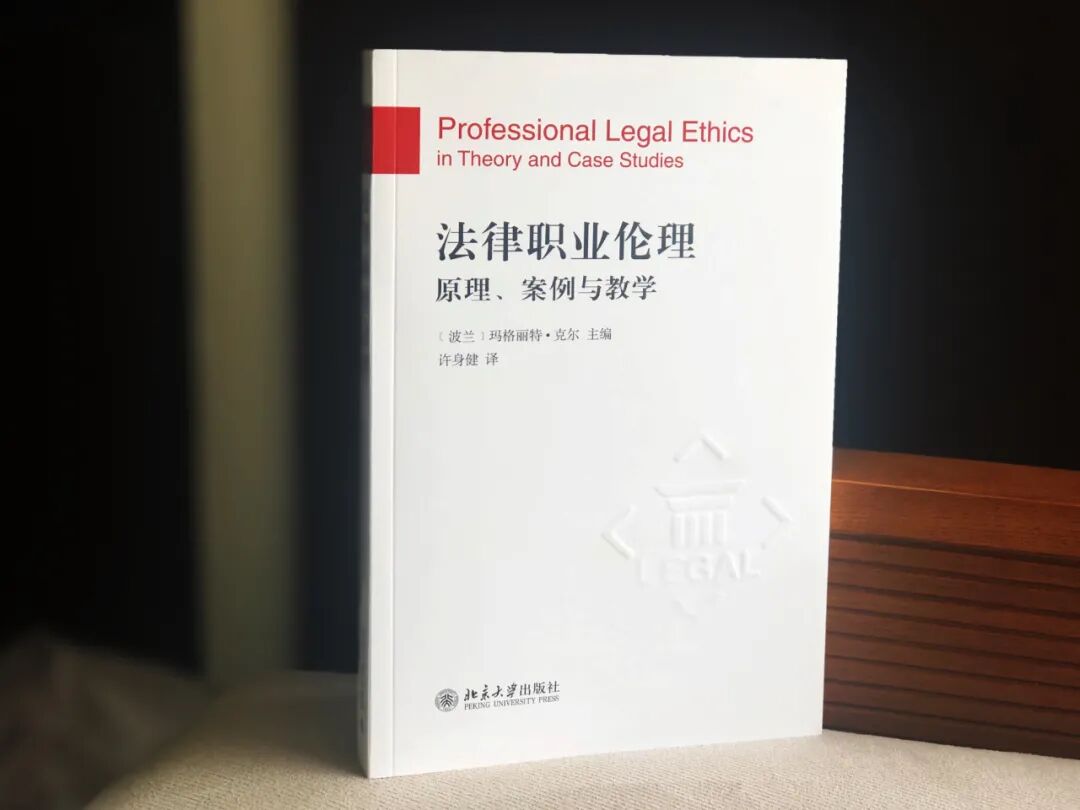 Professional Legal Ethics
in Theory and Case Studies
法律职业伦理
原理、案例与教学
〔波兰〕玛格丽特·克尔 主编
许身健 译
LEGAL
北京大学出版社
PEKING UNIVERSITY PRESS